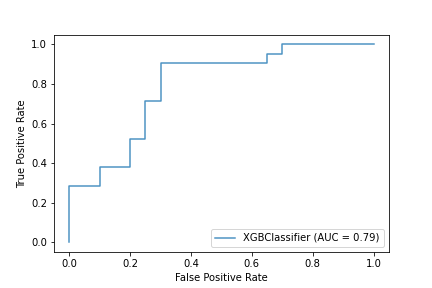 1.0
0.8
0.6
0.4
0.2
0.0
True Positive Rate
XGBClassifier (AUC = 0.79)
0.0 0.2 0.4 0.6 0.8 1.0
False Positive Rate